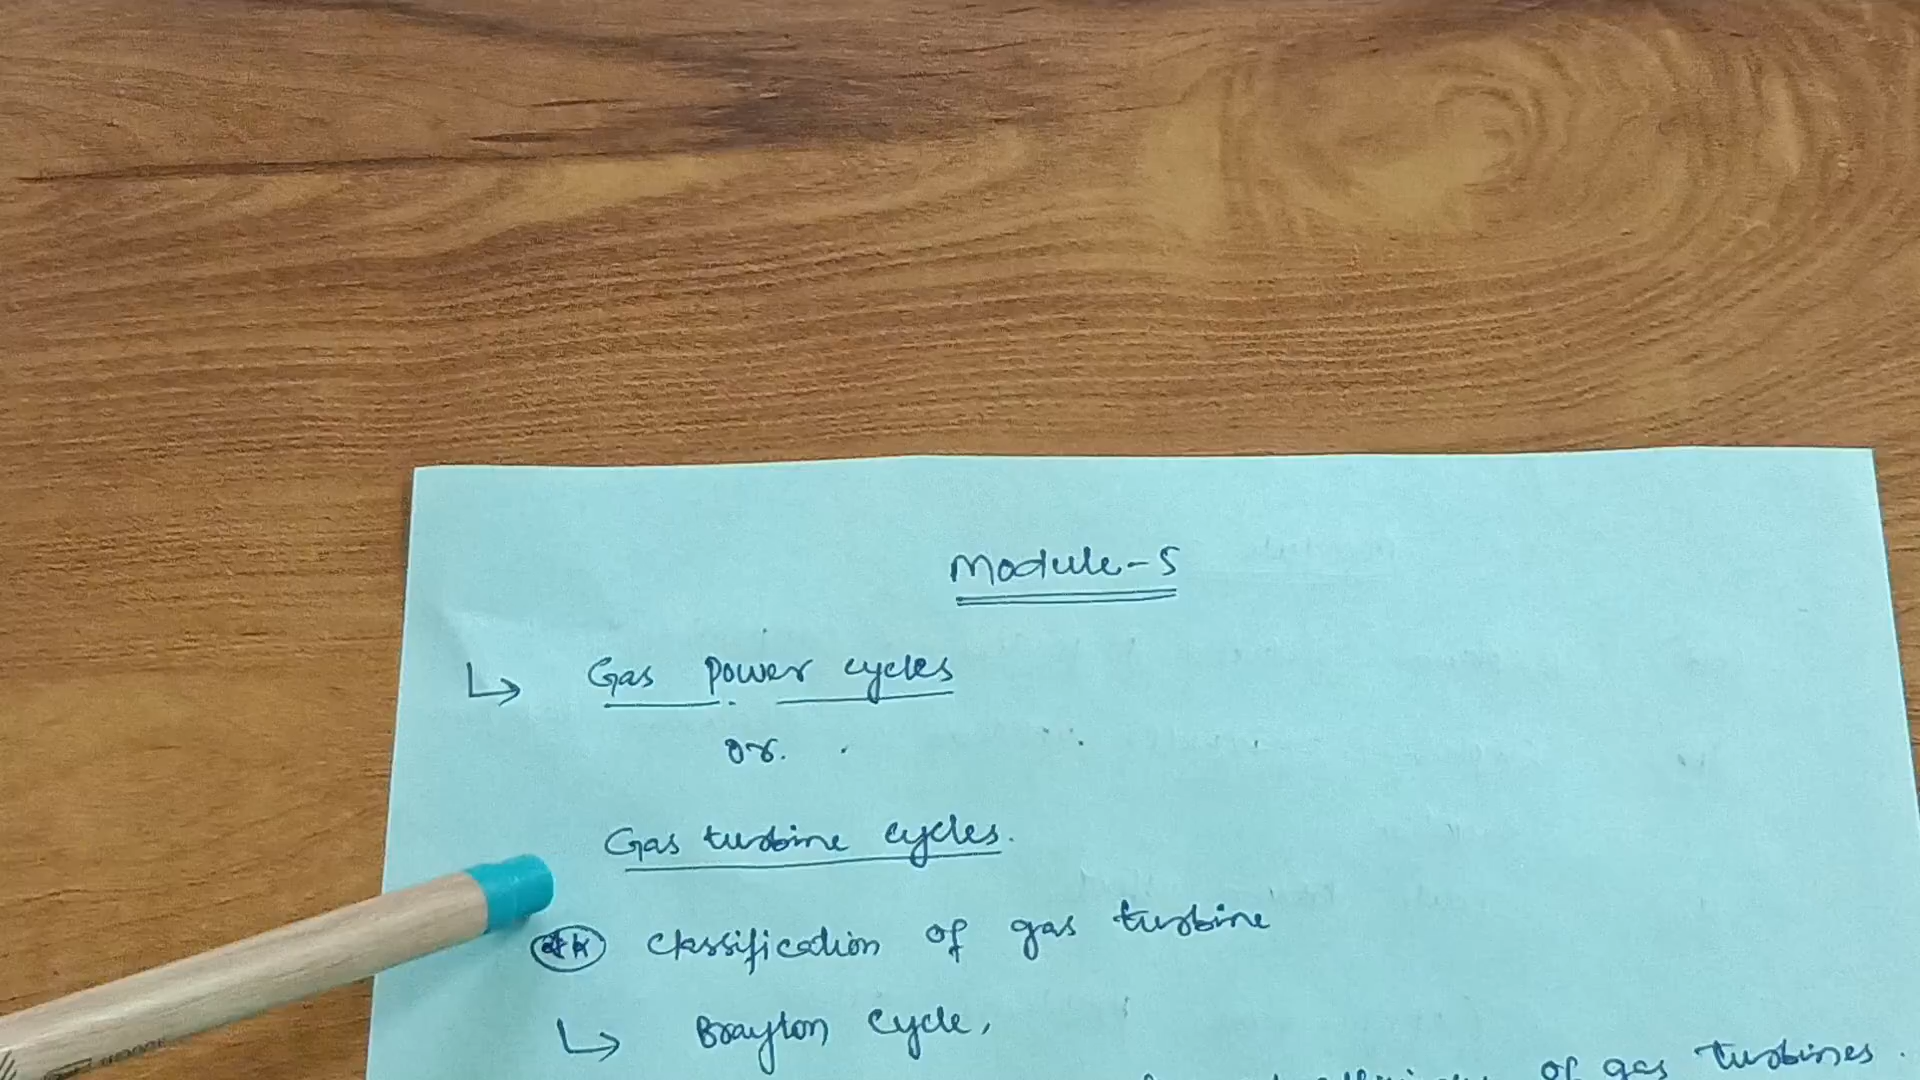 Module-5
↳ Gas power cycles
or.
Gas turbine cycles.
** classification of gas turbine
↳ Brayton cycle,
of gas turbines.